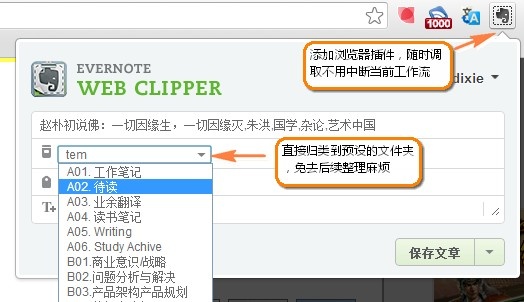 1000
添加浏览器插件，随时调
取不用中断当前工作流
EVERNOTE
WEB CLIPPER
dixie
赵朴初说佛：一切因缘生，一切因缘灭,朱洪,国学,杂论,艺术中国
tem
直接归类到预设的文件夹
，免去后续整理麻烦
A01. 工作笔记
A02. 待读
A03. 业余翻译
A04. 读书笔记
A05. Writing
A06. Study Achive
B01.商业意识/战略
B02.问题分析与解决
B03.产品架构产品规划
T+
保存文章